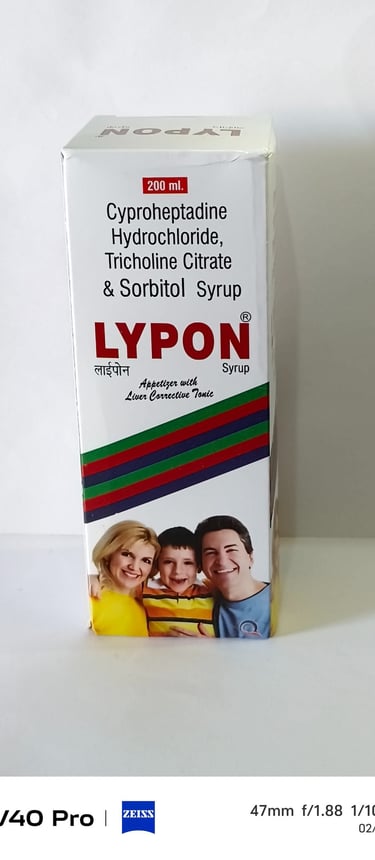 LYPON
200 ml.
Cyproheptadine
Hydrochloride,
Tricholine Citrate
& Sorbitol Syrup
LYPON®
लाईपोन Syrup
Appetizer with
Liver Corrective Tonic
V40 Pro | ZEISS 47mm f/1.88 1/10
02/